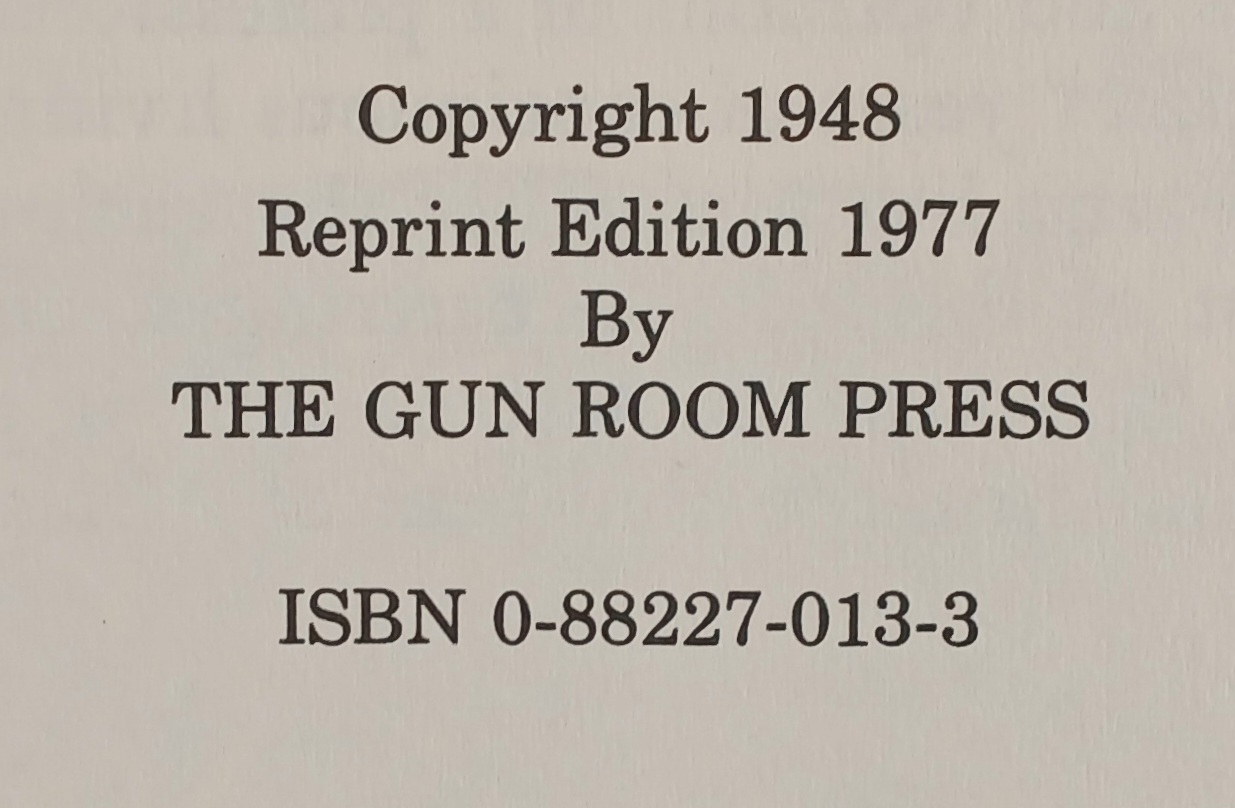 Copyright 1948
Reprint Edition 1977
By
THE GUN ROOM PRESS
ISBN 0-88227-013-3